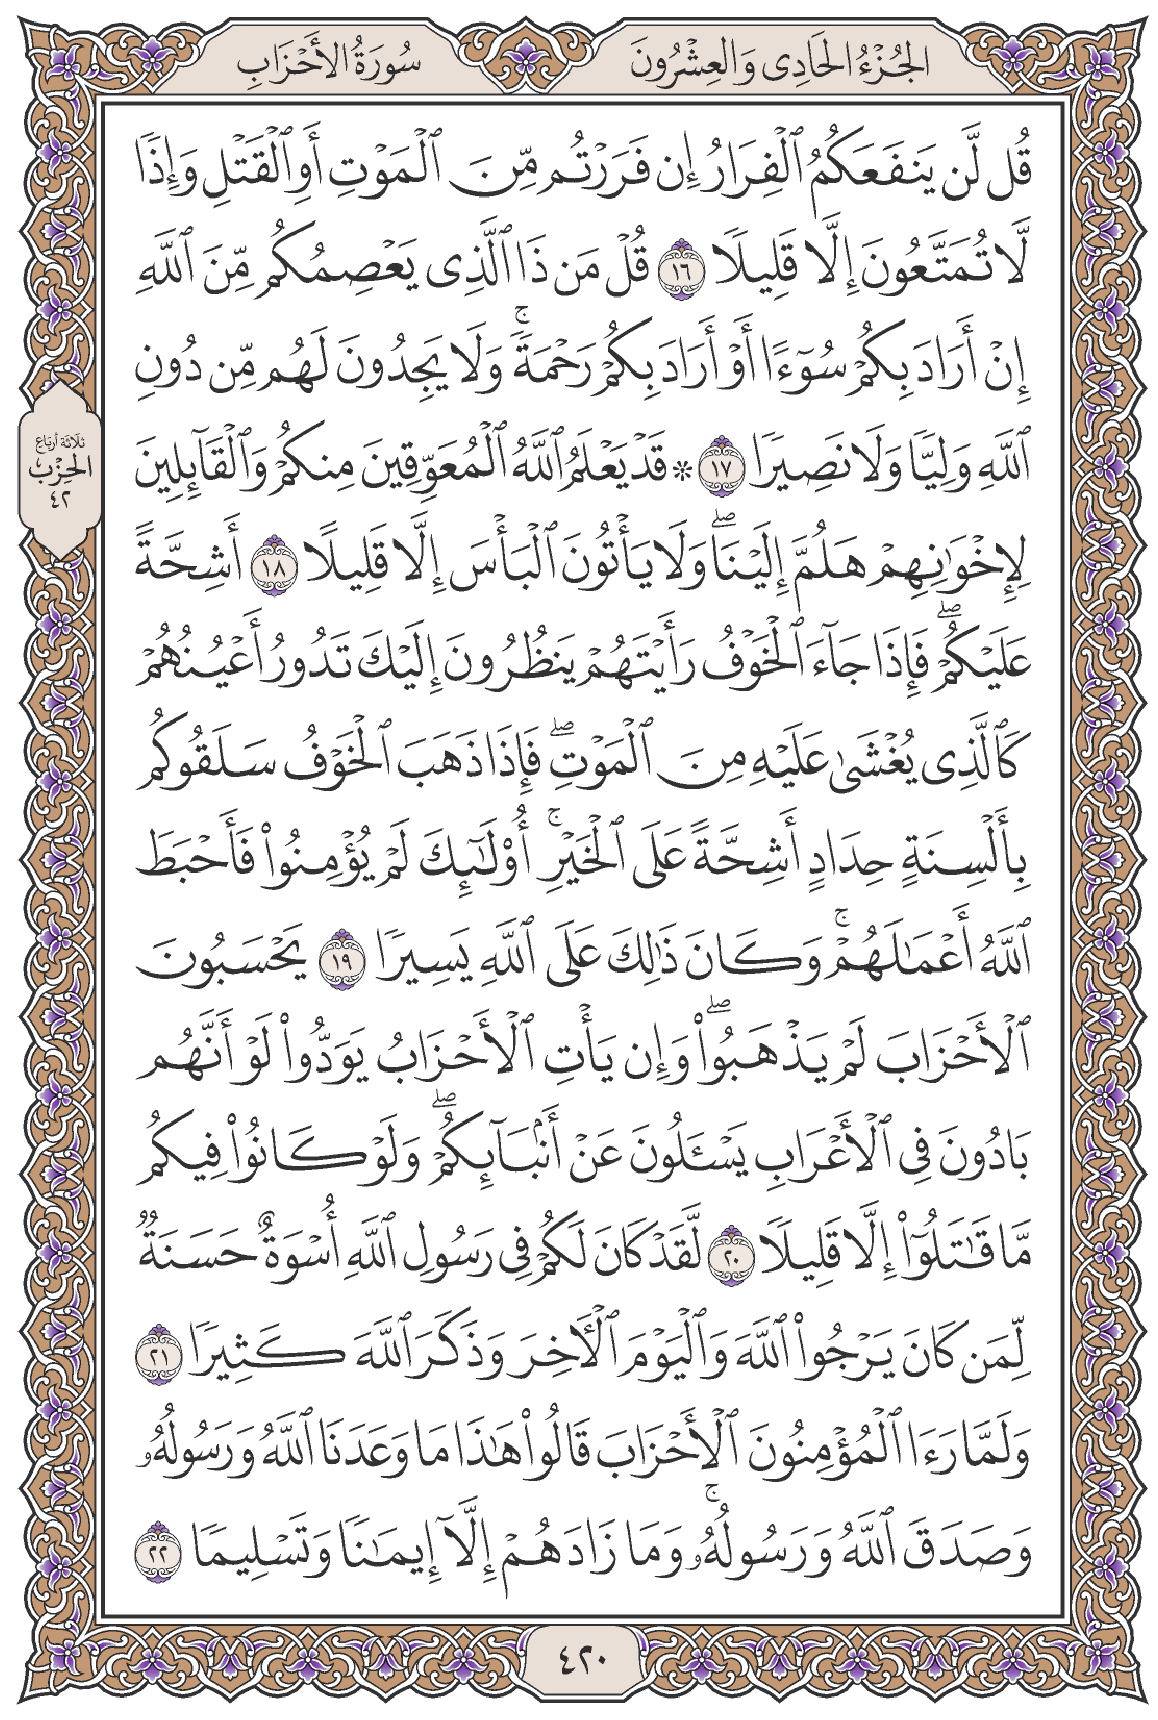 الجُزْءُ الحَادِى وَالعِشْرُونَ
سُورَةُ الأَحْزَابِ
قُل لَّن يَنفَعَكُمُ ٱلْفِرَارُ إِن فَرَرْتُم مِّنَ ٱلْمَوْتِ أَوِ ٱلْقَتْلِ وَإِذًا
لَّا تُمَتَّعُونَ إِلَّا قَلِيلًا ١٦ قُلْ مَن ذَا ٱلَّذِى يَعْصِمُكُم مِّنَ ٱللَّهِ
إِنْ أَرَادَ بِكُمْ سُوٓءًا أَوْ أَرَادَ بِكُمْ رَحْمَةً ۚ وَلَا يَجِدُونَ لَهُم مِّن دُونِ
ٱللَّهِ وَلِيًّا وَلَا نَصِيرًا ١٧ * قَدْ يَعْلَمُ ٱللَّهُ ٱلْمُعَوِّقِينَ مِنكُمْ وَٱلْقَآئِلِينَ
ثلاثة أرباع
الحِزْب
٤٢
لِإِخْوَٰنِهِمْ هَلُمَّ إِلَيْنَا ۖ وَلَا يَأْتُونَ ٱلْبَأْسَ إِلَّا قَلِيلًا ١٨ أَشِحَّةً
عَلَيْكُمْ ۖ فَإِذَا جَآءَ ٱلْخَوْفُ رَأَيْتَهُمْ يَنظُرُونَ إِلَيْكَ تَدُورُ أَعْيُنُهُمْ
كَٱلَّذِى يُغْشَىٰ عَلَيْهِ مِنَ ٱلْمَوْتِ ۖ فَإِذَا ذَهَبَ ٱلْخَوْفُ سَلَقُوكُم
بِأَلْسِنَةٍ حِدَادٍ أَشِحَّةً عَلَى ٱلْخَيْرِ ۚ أُو۟لَٰٓئِكَ لَمْ يُؤْمِنُوا۟ فَأَحْبَطَ
ٱللَّهُ أَعْمَٰلَهُمْ ۚ وَكَانَ ذَٰلِكَ عَلَى ٱللَّهِ يَسِيرًا ١٩ يَحْسَبُونَ
ٱلْأَحْزَابَ لَمْ يَذْهَبُوا۟ ۖ وَإِن يَأْتِ ٱلْأَحْزَابُ يَوَدُّوا۟ لَوْ أَنَّهُم
بَادُونَ فِى ٱلْأَعْرَابِ يَسْـَٔلُونَ عَنْ أَنۢبَآئِكُمْ ۖ وَلَوْ كَانُوا۟ فِيكُم
مَّا قَٰتَلُوٓا۟ إِلَّا قَلِيلًا ٢٠ لَّقَدْ كَانَ لَكُمْ فِى رَسُولِ ٱللَّهِ أُسْوَةٌ حَسَنَةٌ
لِّمَن كَانَ يَرْجُوا۟ ٱللَّهَ وَٱلْيَوْمَ ٱلْـَٔاخِرَ وَذَكَرَ ٱللَّهَ كَثِيرًا ٢١
وَلَمَّا رَءَا ٱلْمُؤْمِنُونَ ٱلْأَحْزَابَ قَالُوا۟ هَٰذَا مَا وَعَدَنَا ٱللَّهُ وَرَسُولُهُۥ
وَصَدَقَ ٱللَّهُ وَرَسُولُهُۥ ۚ وَمَا زَادَهُمْ إِلَّآ إِيمَٰنًا وَتَسْلِيمًا ٢٢
٤٢٠